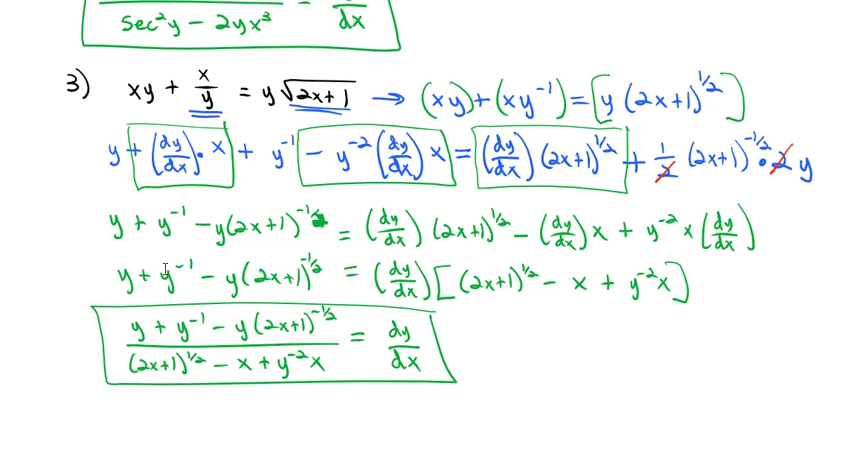 sec²y − 2yx³ = dx
3) xy + x/y = y√(2x+1) → (xy)+(xy⁻¹)=[y (2x+1)^1/2]
y + (dy/dx)·x + y⁻¹ − y⁻² (dy/dx) x = (dy/dx) (2x+1)^1/2 + 1/2 (2x+1)^−1/2 · 2 y
y + y⁻¹ − y(2x+1)^−1/2 = (dy/dx) (2x+1)^1/2 − (dy/dx) x + y⁻² x (dy/dx)
y + y⁻¹ − y (2x+1)^−1/2 = (dy/dx) [(2x+1)^1/2 − x + y⁻²x]
y + y⁻¹ − y (2x+1)^−1/2 / (2x+1)^1/2 − x + y⁻²x = dy/dx